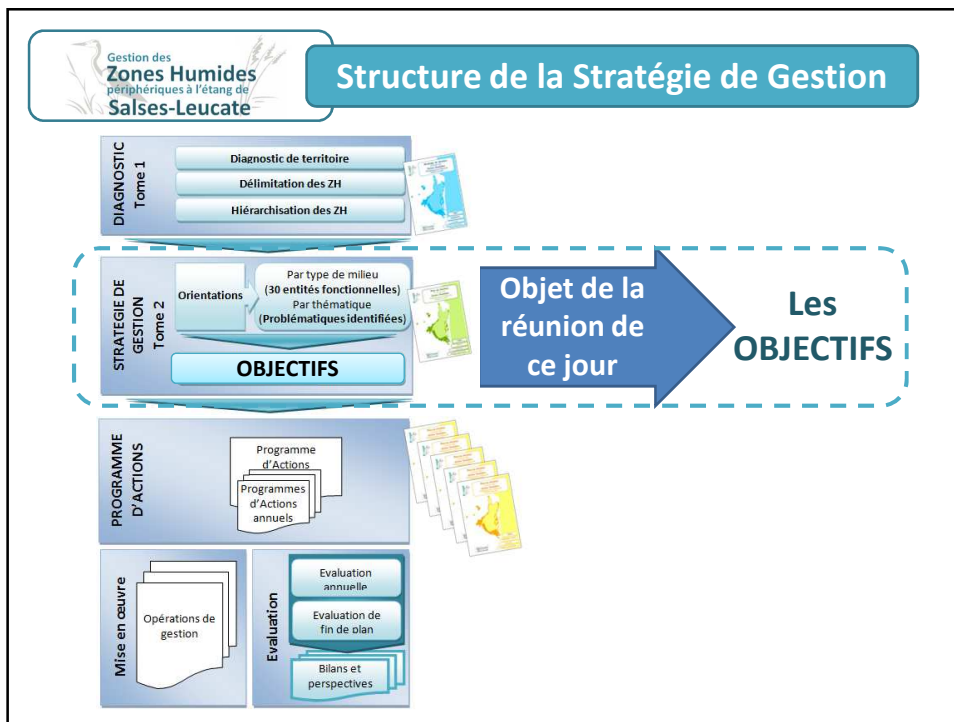 Gestion des
Zones Humides
périphériques à l'étang de
Salses-Leucate
Structure de la Stratégie de Gestion
DIAGNOSTIC
Tome 1
Diagnostic de territoire
Délimitation des ZH
Hiérarchisation des ZH
STRATEGIE DE
GESTION
Tome 2
Orientations
Par type de milieu
(30 entités fonctionnelles)
Par thématique
(Problématiques identifiées)
OBJECTIFS
Objet de la
réunion de
ce jour
Les
OBJECTIFS
PROGRAMME
D'ACTIONS
Programme
d'Actions
Programmes
d'Actions
annuels
Mise en œuvre
Opérations de
gestion
Evaluation
Evaluation
annuelle
Evaluation de
fin de plan
Bilans et
perspectives